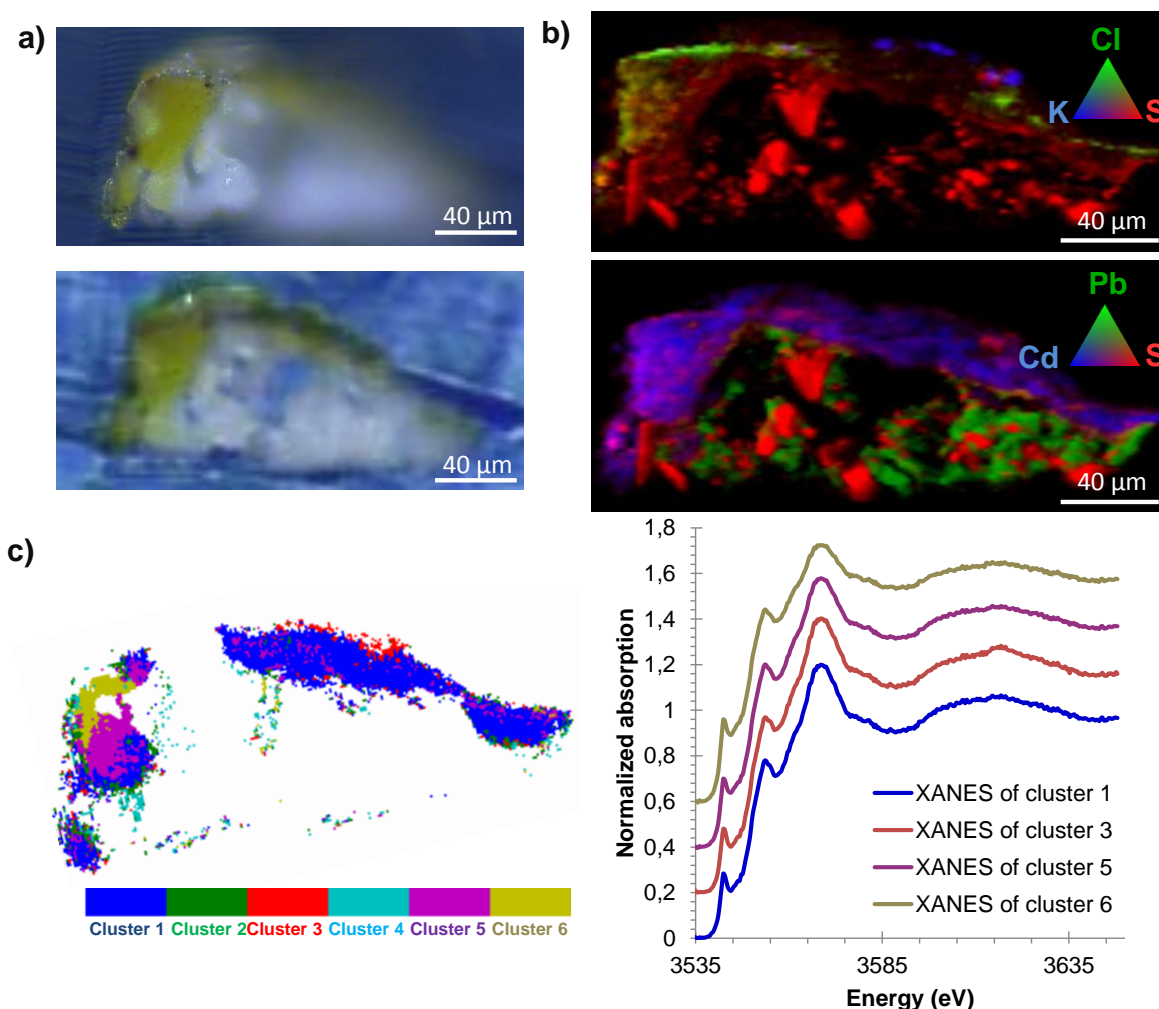 a)
40 µm
40 µm
b)
Cl
K S
40 µm
Pb
Cd S
40 µm
c)
Cluster 1 Cluster 2 Cluster 3 Cluster 4 Cluster 5 Cluster 6
Normalized absorption
1,8
1,6
1,4
1,2
1
0,8
0,6
0,4
0,2
0
XANES of cluster 1
XANES of cluster 3
XANES of cluster 5
XANES of cluster 6
3535 3585 3635
Energy (eV)